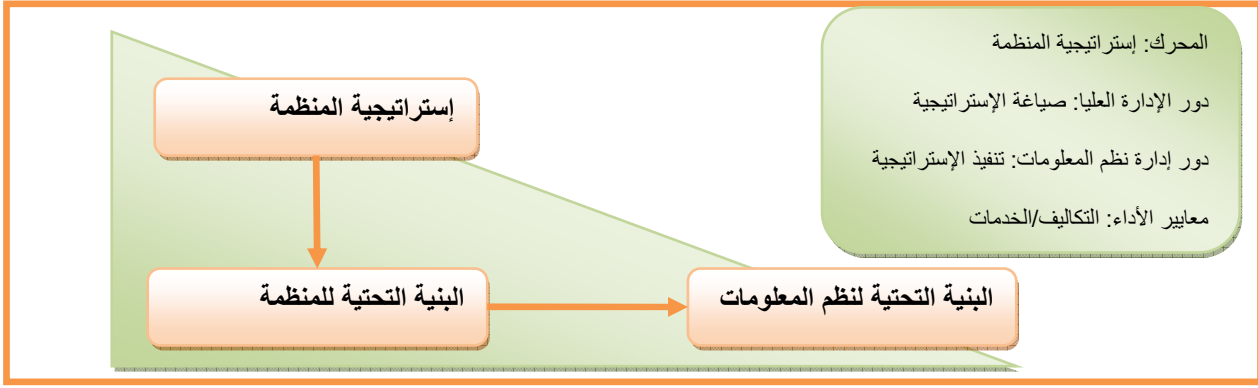 المحرك: إستراتيجية المنظمة
دور الإدارة العليا: صياغة الإستراتيجية
دور إدارة نظم المعلومات: تنفيذ الإستراتيجية
معايير الأداء: التكاليف/الخدمات
إستراتيجية المنظمة
البنية التحتية للمنظمة
البنية التحتية لنظم المعلومات